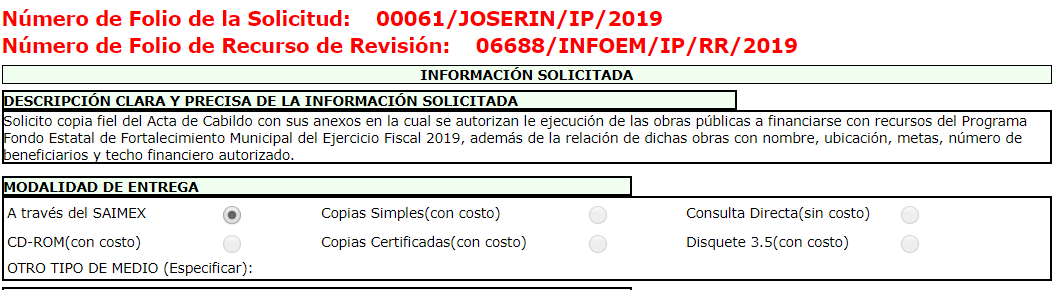 Número de Folio de la Solicitud: 00061/JOSERIN/IP/2019
Número de Folio de Recurso de Revisión: 06688/INFOEM/IP/RR/2019
INFORMACIÓN SOLICITADA
DESCRIPCIÓN CLARA Y PRECISA DE LA INFORMACIÓN SOLICITADA
Solicito copia fiel del Acta de Cabildo con sus anexos en la cual se autorizan le ejecución de las obras públicas a financiarse con recursos del Programa
Fondo Estatal de Fortalecimiento Municipal del Ejercicio Fiscal 2019, además de la relación de dichas obras con nombre, ubicación, metas, número de
beneficiarios y techo financiero autorizado.
MODALIDAD DE ENTREGA
A través del SAIMEX Copias Simples(con costo) Consulta Directa(sin costo)
CD-ROM(con costo) Copias Certificadas(con costo) Disquete 3.5(con costo)
OTRO TIPO DE MEDIO (Especificar):